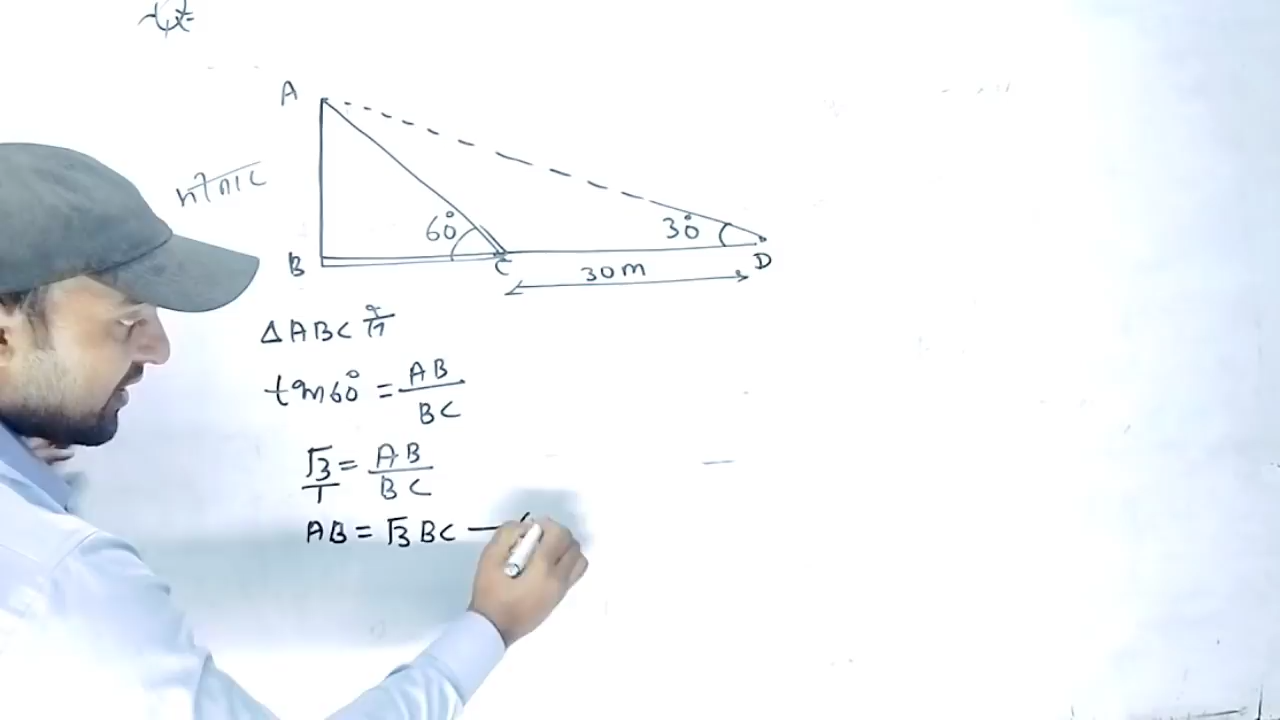 A
60°
30°
B
C
D
30m
ΔABC में
tan60° = AB/BC
√3/1 = AB/BC
AB = √3 BC — (